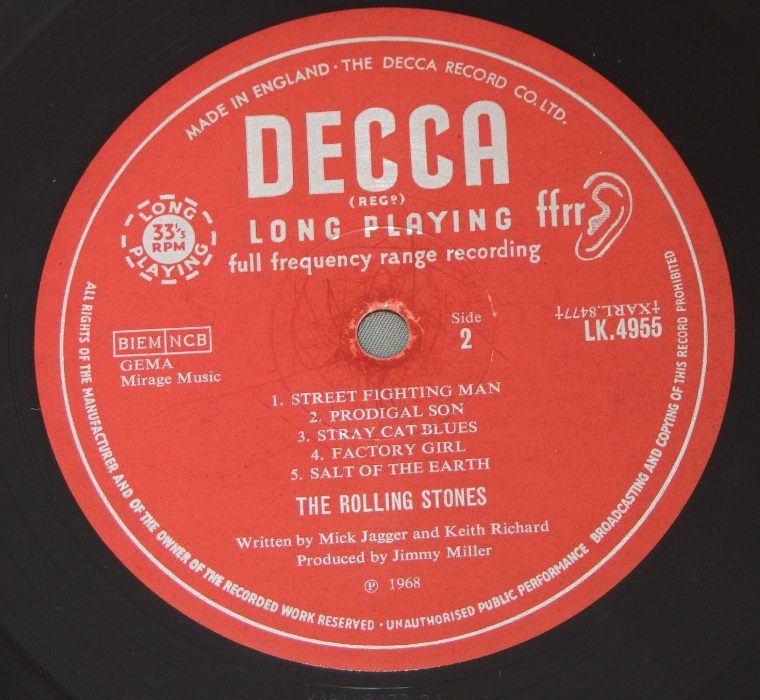 MADE IN ENGLAND · THE DECCA RECORD CO. LTD.
DECCA
(REGD)
LONG PLAYING
ffrr
full frequency range recording
LONG
33 1/3
RPM
PLAYING
BIEM NCB
GEMA
Mirage Music
Side
2
‡XARL.8477‡
LK.4955
1. STREET FIGHTING MAN
2. PRODIGAL SON
3. STRAY CAT BLUES
4. FACTORY GIRL
5. SALT OF THE EARTH
THE ROLLING STONES
Written by Mick Jagger and Keith Richard
Produced by Jimmy Miller
℗ 1968
ALL RIGHTS OF THE MANUFACTURER AND OF THE OWNER OF THE RECORDED WORK RESERVED · UNAUTHORISED PUBLIC PERFORMANCE BROADCASTING AND COPYING OF THIS RECORD PROHIBITED